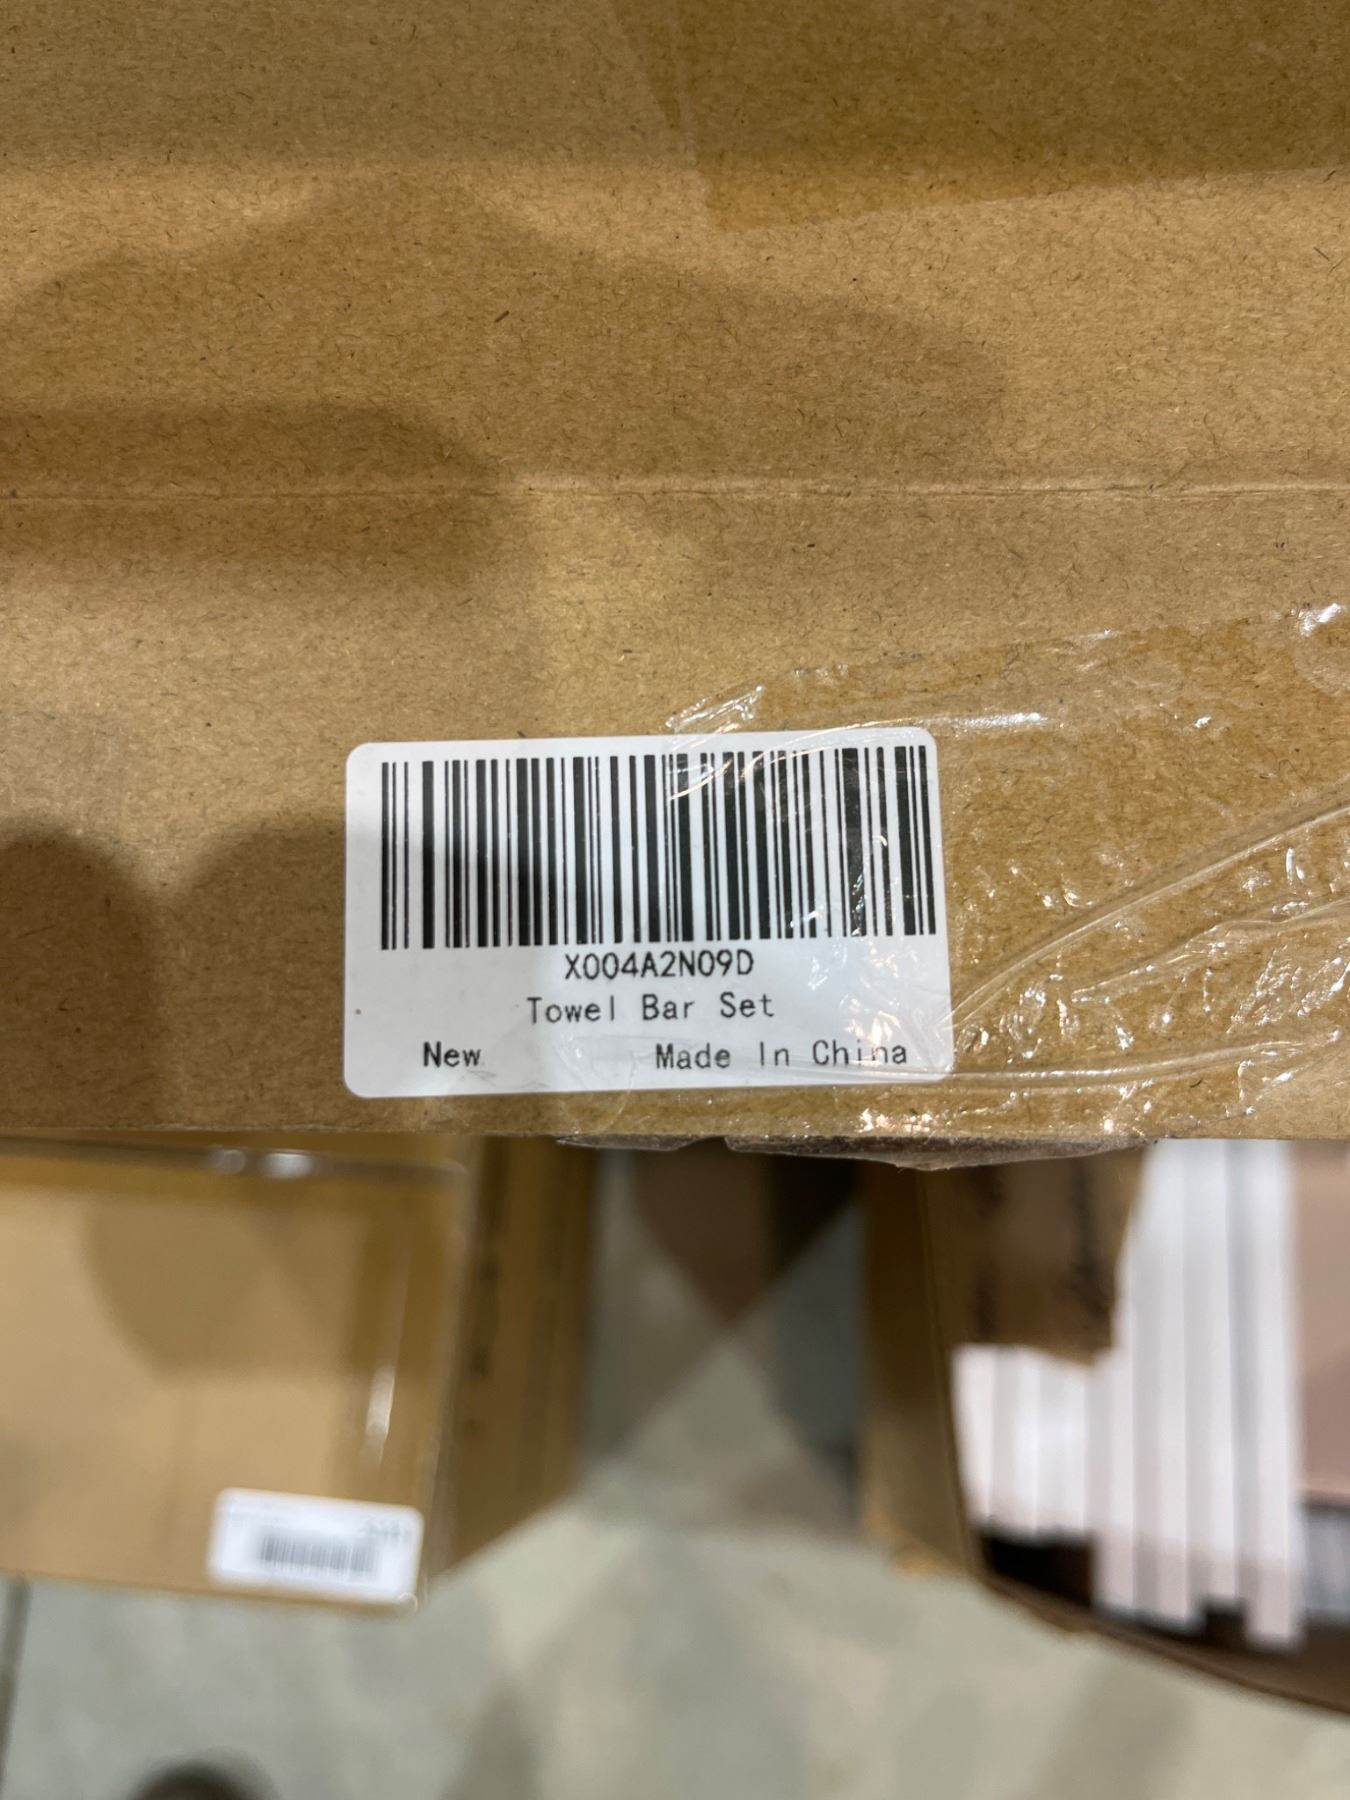 X004A2N09D
Towel Bar Set
New Made In China